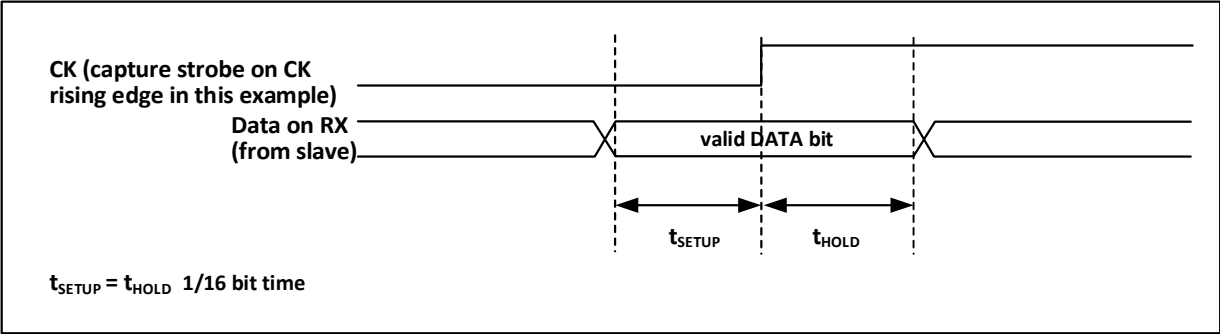 CK (capture strobe on CK
rising edge in this example)
Data on RX
(from slave)
valid DATA bit
tSETUP
tHOLD
tSETUP = tHOLD 1/16 bit time